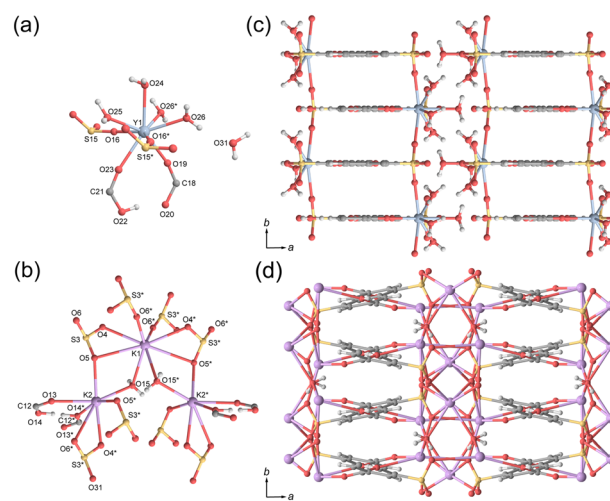 (a)
O24
O25
O26*
O26
Y1
S15
O16
O16*
S15*
O19
O31
O23
C21
C18
O22
O20
(b)
S3*
O6
O6*
S3*
O4*
O6*
S3
O4
O6*
S3*
K1
O5
O5*
O15
O15*
K2
K2*
O13
C12
O14*
O5*
O14
C12*
S3*
O13*
O6*
O4*
S3*
O31
(c)
b
a
(d)
b
a